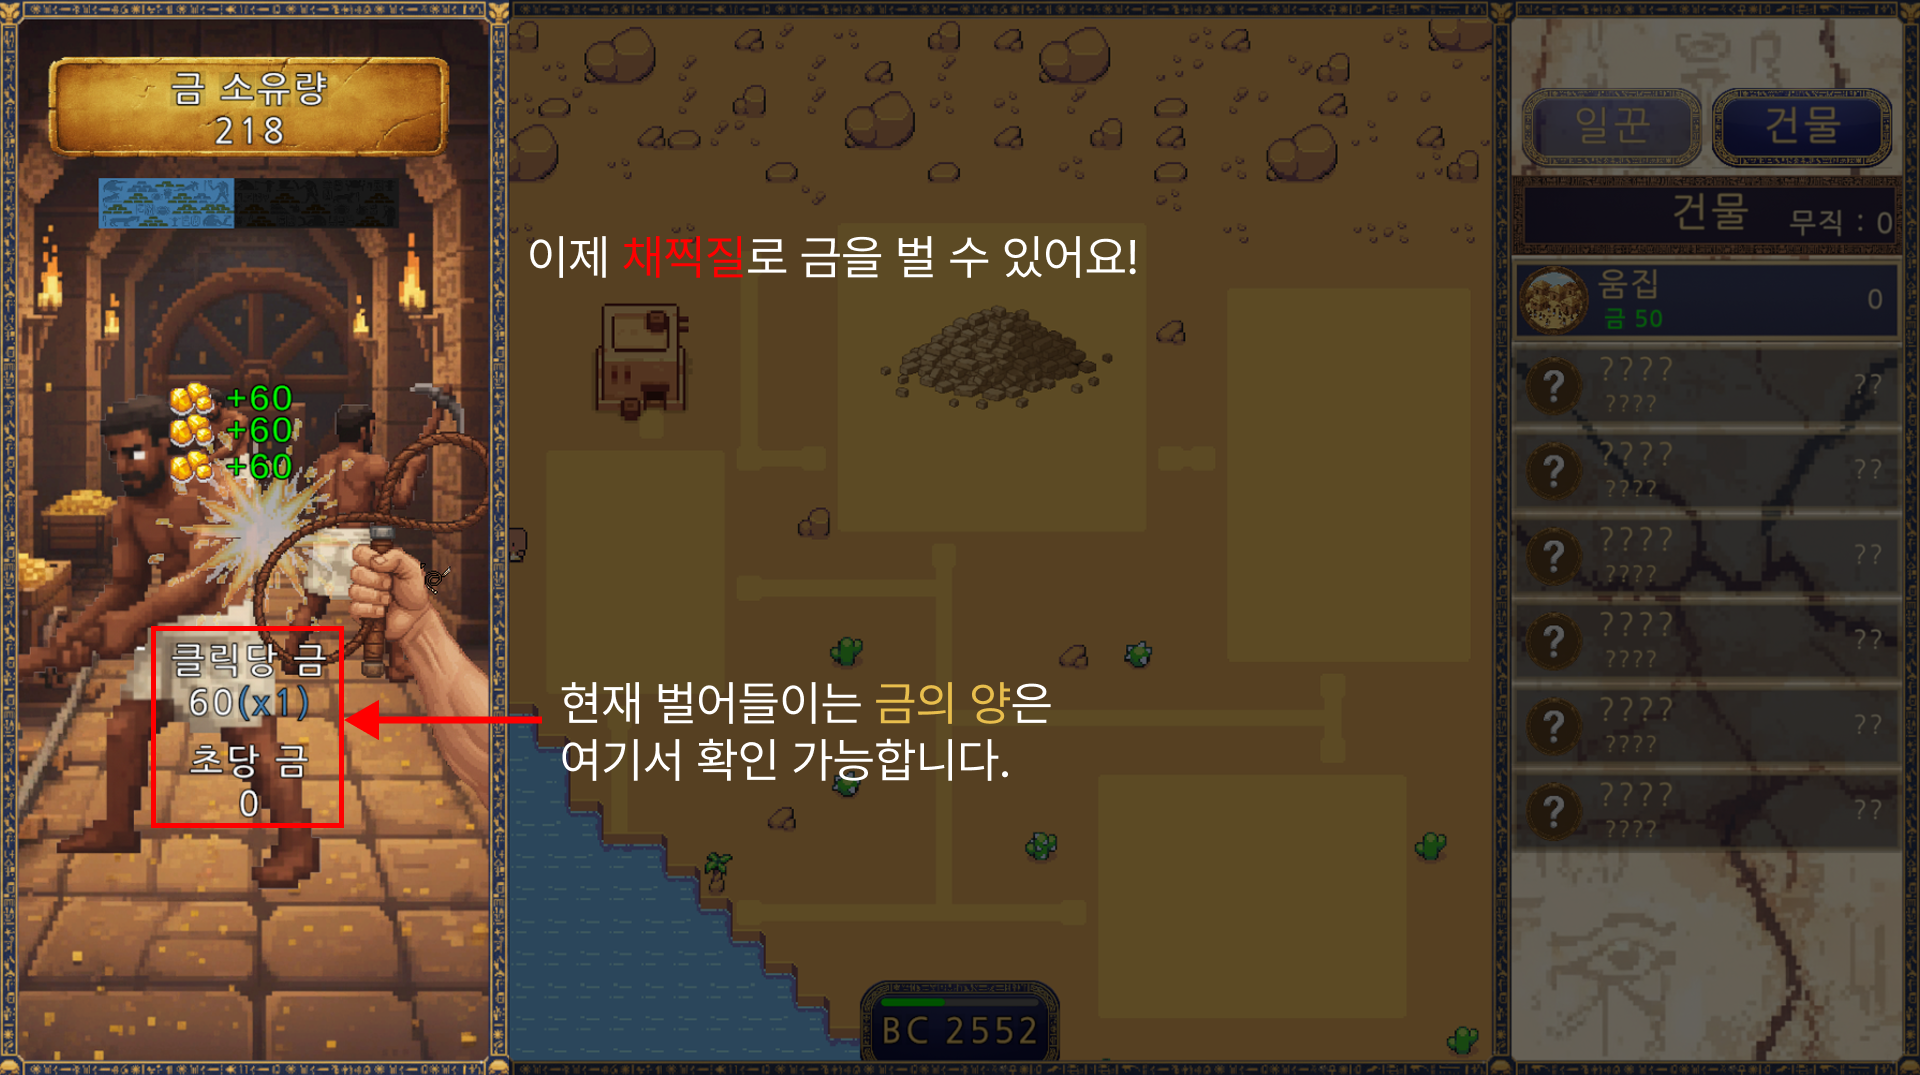 금 소유량
218
+60
+60
+60
클릭당 금
60(x1)
초당 금
0
이제 채찍질로 금을 벌 수 있어요!
현재 벌어들이는 금의 양은
여기서 확인 가능합니다.
BC 2552
일꾼
건물
건물
무직 : 0
움집
0
금 50
?
????
??
????
?
????
??
????
?
????
??
????
?
????
??
????
?
????
??
????
?
????
??
????